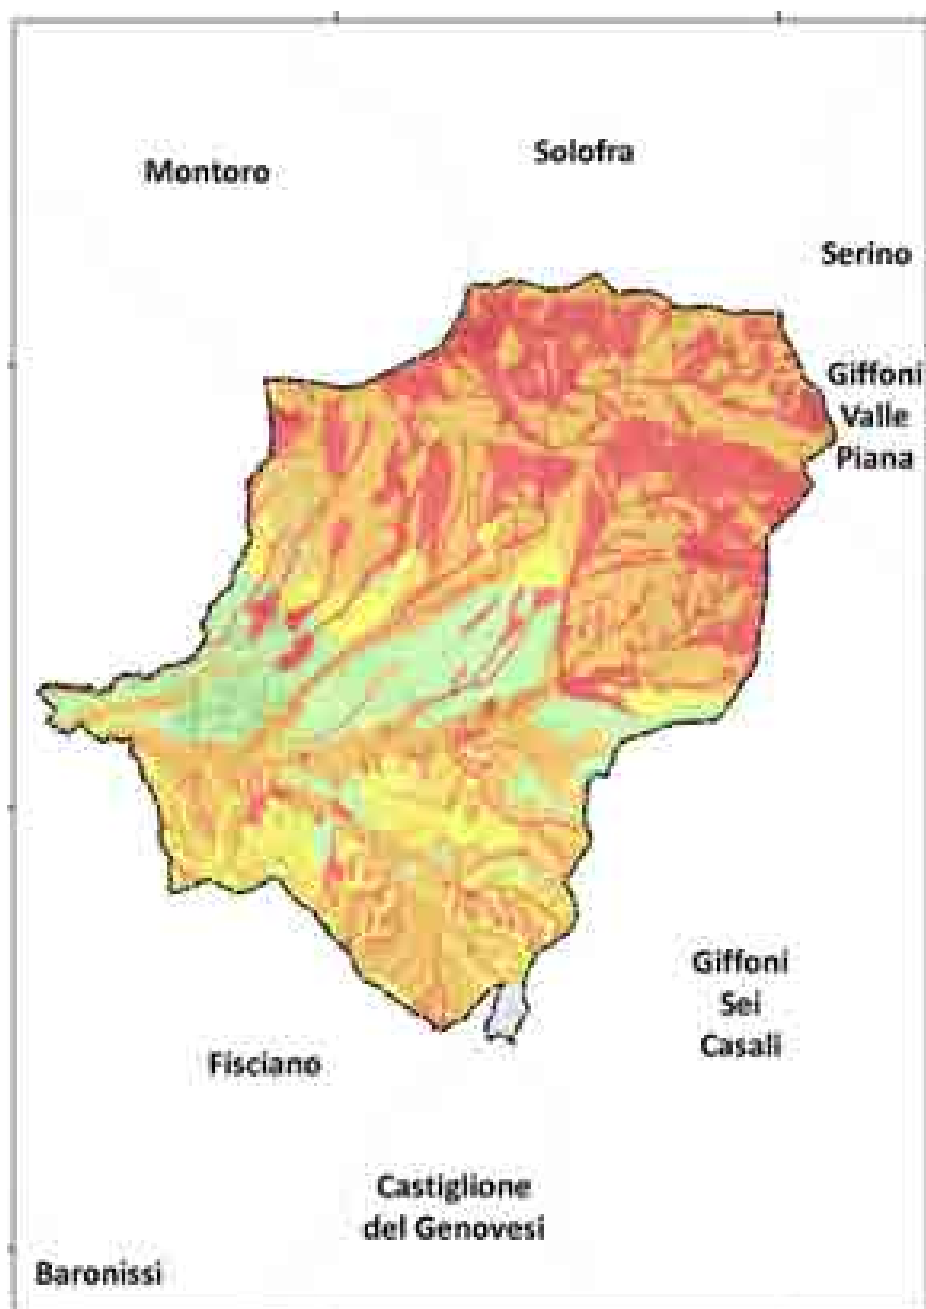 Solofra
Montoro
Serino
Giffoni
Valle
Piana
Giffoni
Sei
Casali
Fisciano
Castiglione
del Genovesi
Baronissi